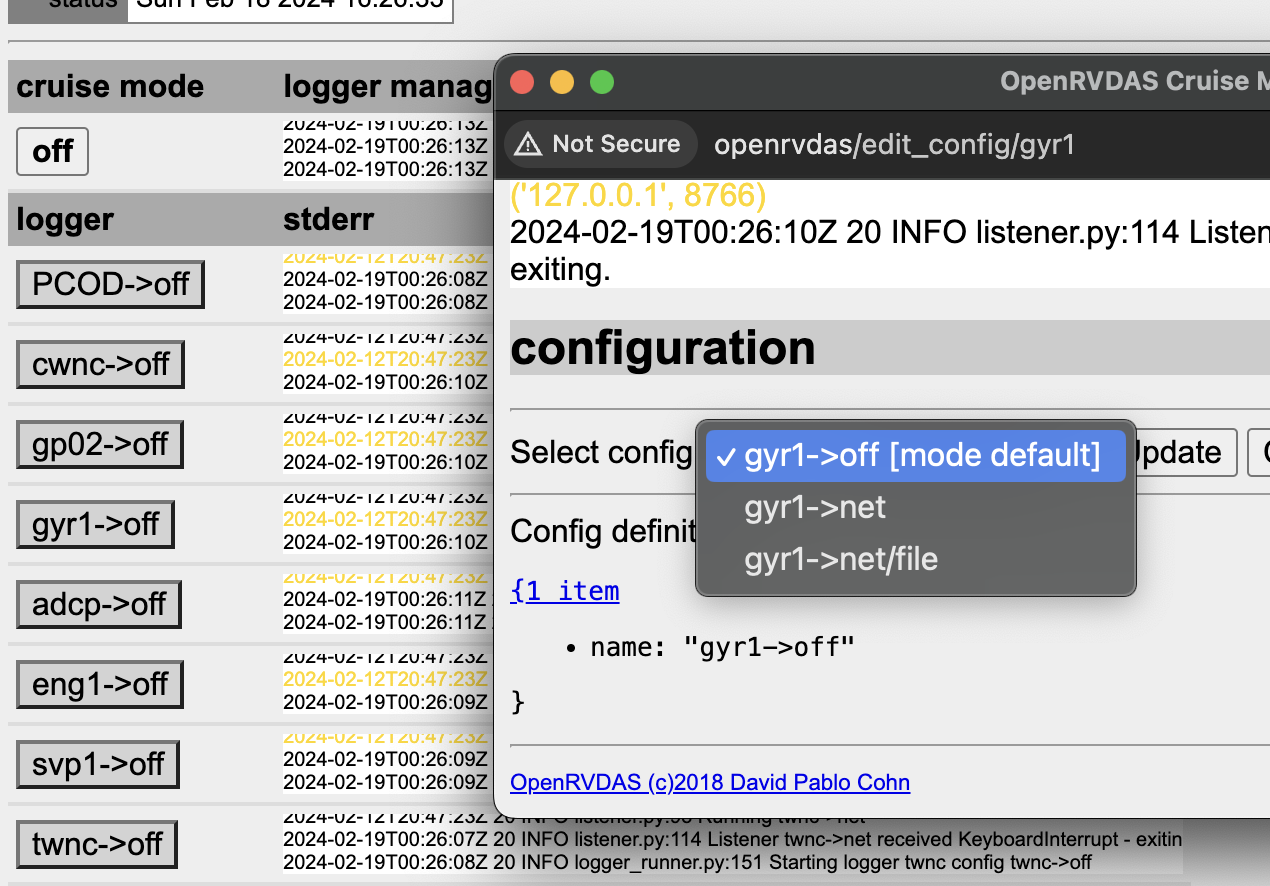 status Sun Feb 18 2024 16:26:35
cruise mode
logger manag
off
2024-02-19T00:26:13Z
2024-02-19T00:26:13Z
2024-02-19T00:26:13Z
logger
stderr
PCOD->off
2024-02-12T20:47:23Z
2024-02-19T00:26:08Z
2024-02-19T00:26:08Z
cwnc->off
2024-02-12T20:47:23Z
2024-02-12T20:47:23Z
2024-02-19T00:26:10Z
gp02->off
2024-02-12T20:47:23Z
2024-02-12T20:47:23Z
2024-02-19T00:26:10Z
gyr1->off
2024-02-12T20:47:23Z
2024-02-12T20:47:23Z
2024-02-19T00:26:10Z
adcp->off
2024-02-12T20:47:23Z
2024-02-19T00:26:11Z
2024-02-19T00:26:11Z
eng1->off
2024-02-12T20:47:23Z
2024-02-12T20:47:23Z
2024-02-19T00:26:09Z
svp1->off
2024-02-12T20:47:23Z
2024-02-19T00:26:09Z
2024-02-19T00:26:09Z
twnc->off
2024-02-12T20:47:23Z 20 INFO listener.py:93 Running twnc->net
2024-02-19T00:26:07Z 20 INFO listener.py:114 Listener twnc->net received KeyboardInterrupt - exitin
2024-02-19T00:26:08Z 20 INFO logger_runner.py:151 Starting logger twnc config twnc->off
OpenRVDAS Cruise M
Not Secure openrvdas/edit_config/gyr1
('127.0.0.1', 8766)
2024-02-19T00:26:10Z 20 INFO listener.py:114 Listen
exiting.
configuration
Select config
✓ gyr1->off [mode default]
gyr1->net
gyr1->net/file
pdate
Config definit
{1 item
• name: "gyr1->off"
}
OpenRVDAS (c)2018 David Pablo Cohn